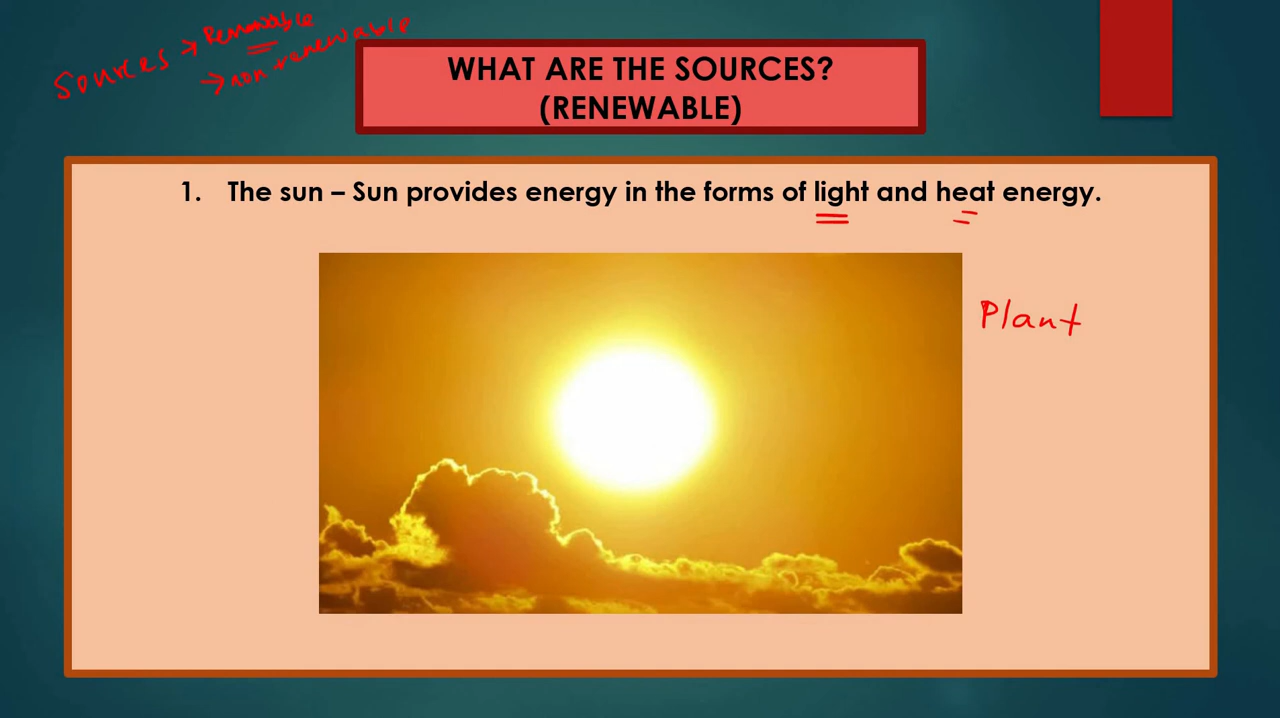 Sources → Renewable
→ non-renewable
WHAT ARE THE SOURCES?
(RENEWABLE)
1. The sun – Sun provides energy in the forms of light and heat energy.
Plant